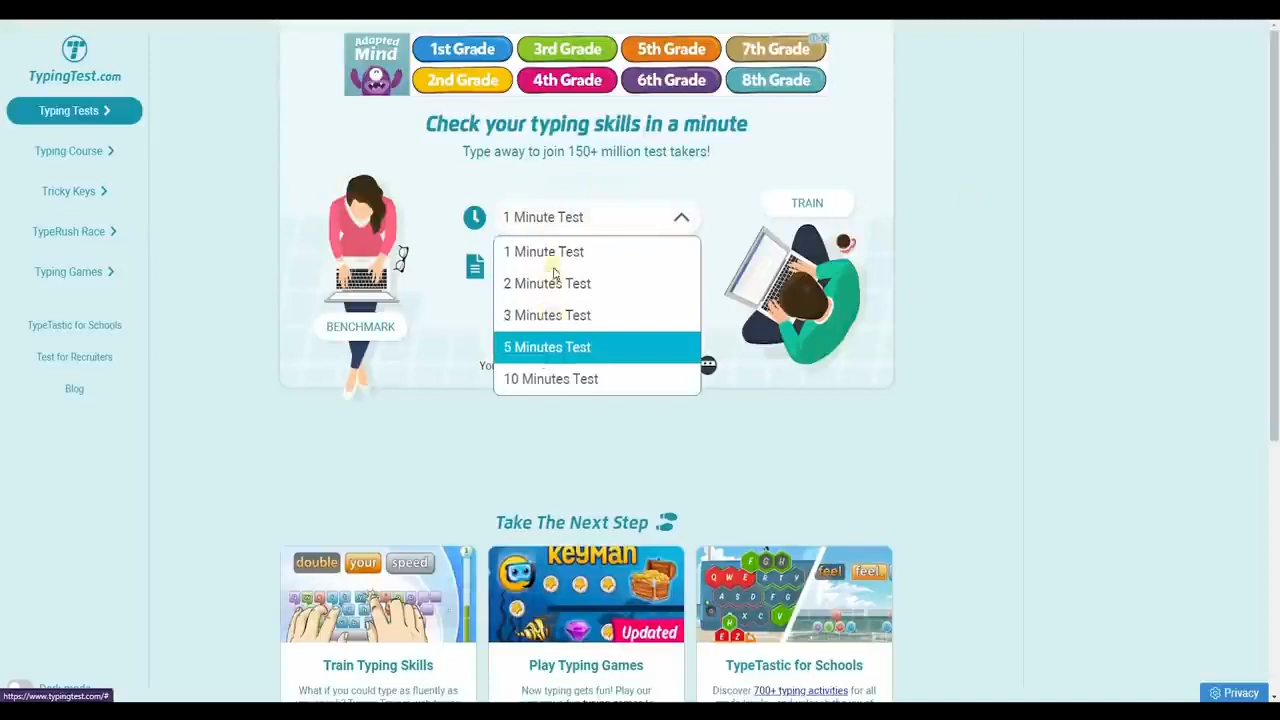 TypingTest.com
Typing Tests
Typing Course
Tricky Keys
TypeRush Race
Typing Games
TypeTastic for Schools
Test for Recruiters
Blog
Adapted
Mind
1st Grade
3rd Grade
5th Grade
7th Grade
2nd Grade
4th Grade
6th Grade
8th Grade
Check your typing skills in a minute
Type away to join 150+ million test takers!
BENCHMARK
TRAIN
1 Minute Test
1 Minute Test
2 Minutes Test
3 Minutes Test
5 Minutes Test
10 Minutes Test
Take The Next Step
double your speed
KeyMan
Updated
feel feel
Q W E R T Y
F G H
A S D F G
X C V
E Z
Train Typing Skills
What if you could type as fluently as
Play Typing Games
Now typing gets fun! Play our
TypeTastic for Schools
Discover 700+ typing activities for all
https://www.typingtest.com/#
Privacy